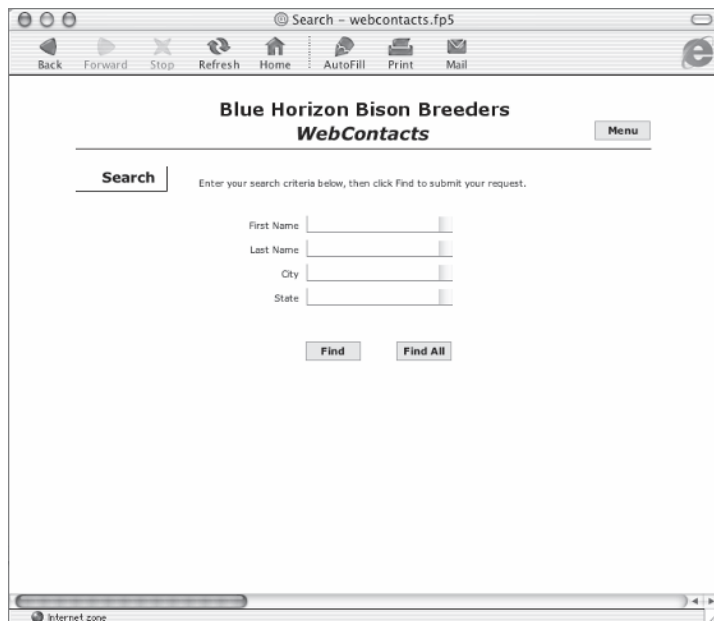 @ Search – webcontacts.fp5
Back Forward Stop Refresh Home AutoFill Print Mail
Blue Horizon Bison Breeders
WebContacts
Menu
Search
Enter your search criteria below, then click Find to submit your request.
First Name
Last Name
City
State
Find Find All
Internet zone